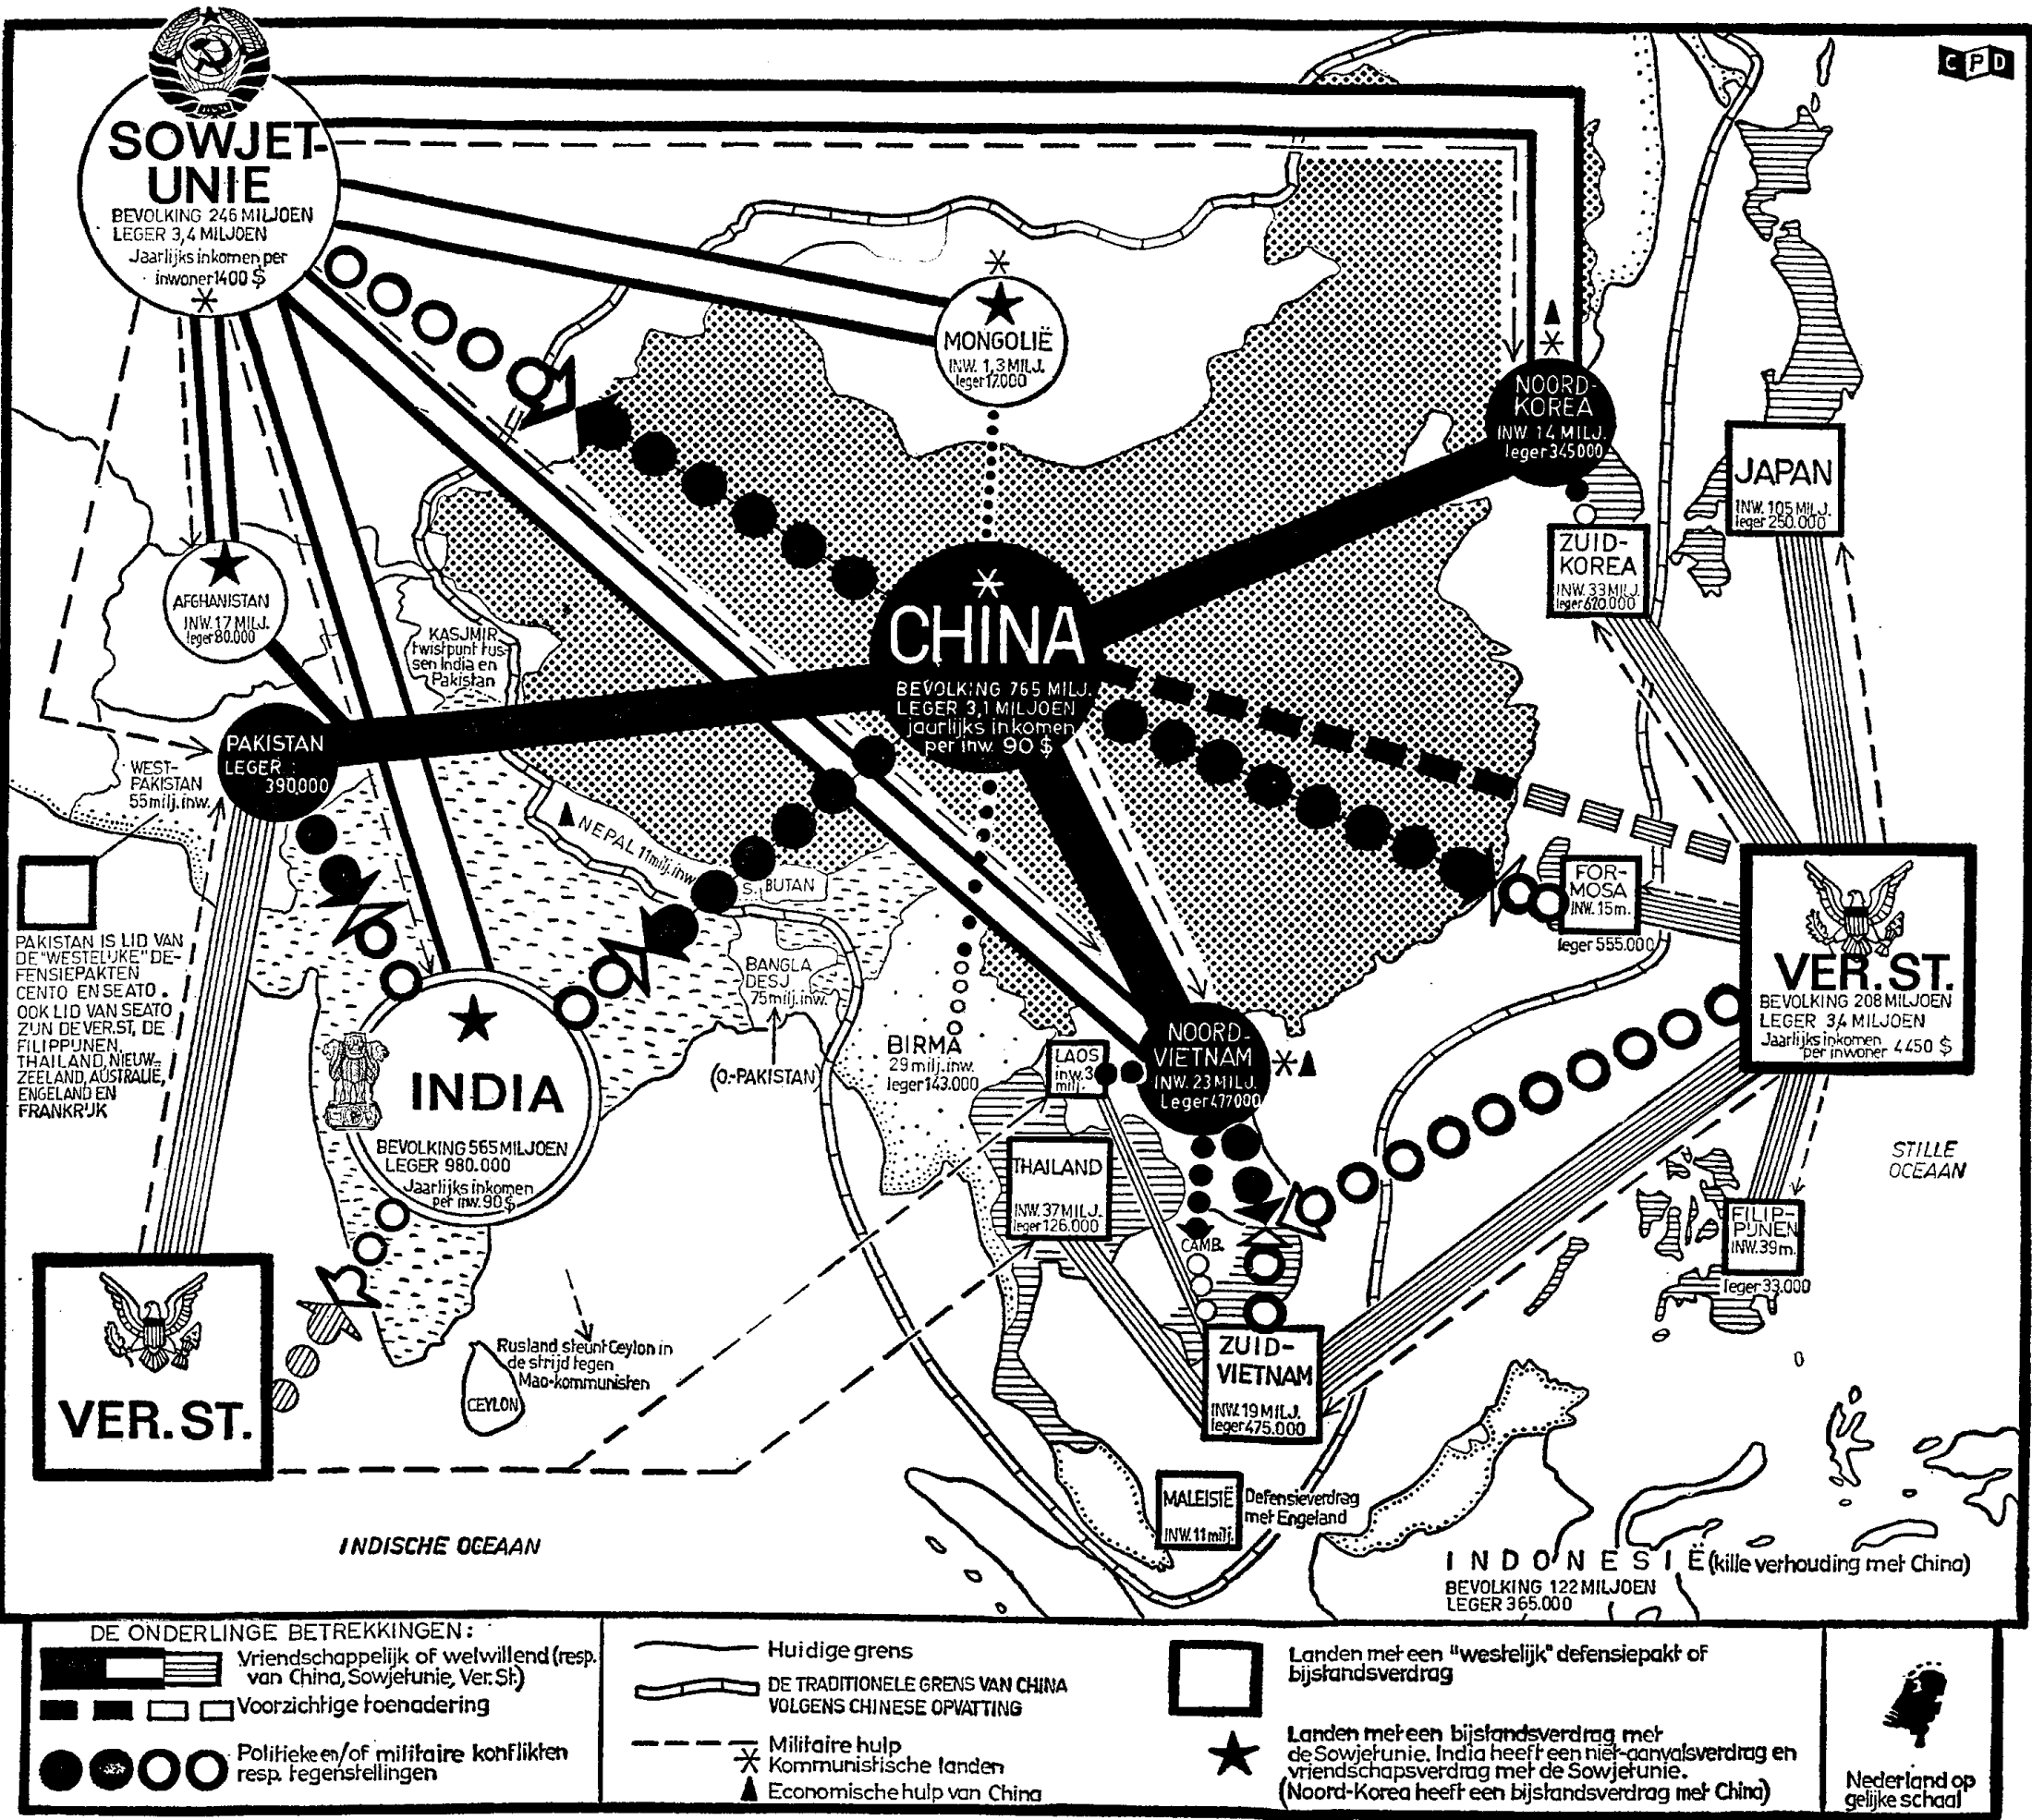 CPD
SOWJET-
UNIE
BEVOLKING 246 MILJOEN
LEGER 3,4 MILJOEN
Jaarlijks inkomen per
inwoner 1400 $
MONGOLIË
INW. 1,3 MILJ.
leger 17.000
NOORD-
KOREA
INW. 14 MILJ.
leger 345000
JAPAN
INW. 105 MILJ.
leger 250.000
ZUID-
KOREA
INW. 33 MILJ.
leger 620.000
AFGHANISTAN
INW. 17 MILJ.
leger 80.000
KASJMIR
twistpunt tus-
sen India en
Pakistan
CHINA
BEVOLKING 765 MILJ.
LEGER 3,1 MILJOEN
jaarlijks inkomen
per inw. 90 $
PAKISTAN
LEGER :
390,000
WEST-
PAKISTAN
55 milj. inw.
NEPAL 11 milj. inw.
S.
BUTAN
FOR-
MOSA
INW. 15 m.
leger 555.000
PAKISTAN IS LID VAN
DE "WESTELIJKE" DE-
FENSIEPAKTEN
CENTO EN SEATO.
OOK LID VAN SEATO
ZIJN DE VER.ST, DE
FILIPPIJNEN,
THAILAND, NIEUW-
ZEELAND, AUSTRALIE,
ENGELAND EN
FRANKRIJK
BANGLA
DESJ
75 milj. inw.
(O.-PAKISTAN)
BIRMA
29 milj. inw.
leger 143.000
LAOS
inw. 3
milj.
NOORD-
VIETNAM
INW. 23 MILJ.
Leger 477000
VER.ST.
BEVOLKING 208 MILJOEN
LEGER 3,4 MILJOEN
Jaarlijks inkomen
per inwoner 4450 $
INDIA
BEVOLKING 565 MILJOEN
LEGER 980.000
Jaarlijks inkomen
per inw. 90 $
THAILAND
INW. 37 MILJ.
leger 126.000
CAMB.
STILLE
OCEAAN
FILIP-
PIJNEN
INW. 39 m.
leger 33.000
VER.ST.
Rusland steunt Ceylon in
de strijd tegen
Mao-kommunisten
CEYLON
ZUID-
VIETNAM
INW. 19 MILJ.
leger 475.000
MALEISIË
INW. 11 milj.
Defensieverdrag
met Engeland
INDISCHE OCEAAN
INDONESIË (kille verhouding met China)
BEVOLKING 122 MILJOEN
LEGER 365.000
DE ONDERLINGE BETREKKINGEN:
Vriendschappelijk of welwillend (resp.
van China, Sowjetunie, Ver. St.)
Voorzichtige toenadering
Politieke en/of militaire konflikten
resp. tegenstellingen
Huidige grens
DE TRADITIONELE GRENS VAN CHINA
VOLGENS CHINESE OPVATTING
Militaire hulp
Kommunistische landen
Economische hulp van China
Landen met een "westelijk" defensiepakt of
bijstandsverdrag
Landen met een bijstandsverdrag met
de Sowjetunie. India heeft een niet-aanvalsverdrag en
vriendschapsverdrag met de Sowjetunie.
(Noord-Korea heeft een bijstandsverdrag met China)
Nederland op
gelijke schaal